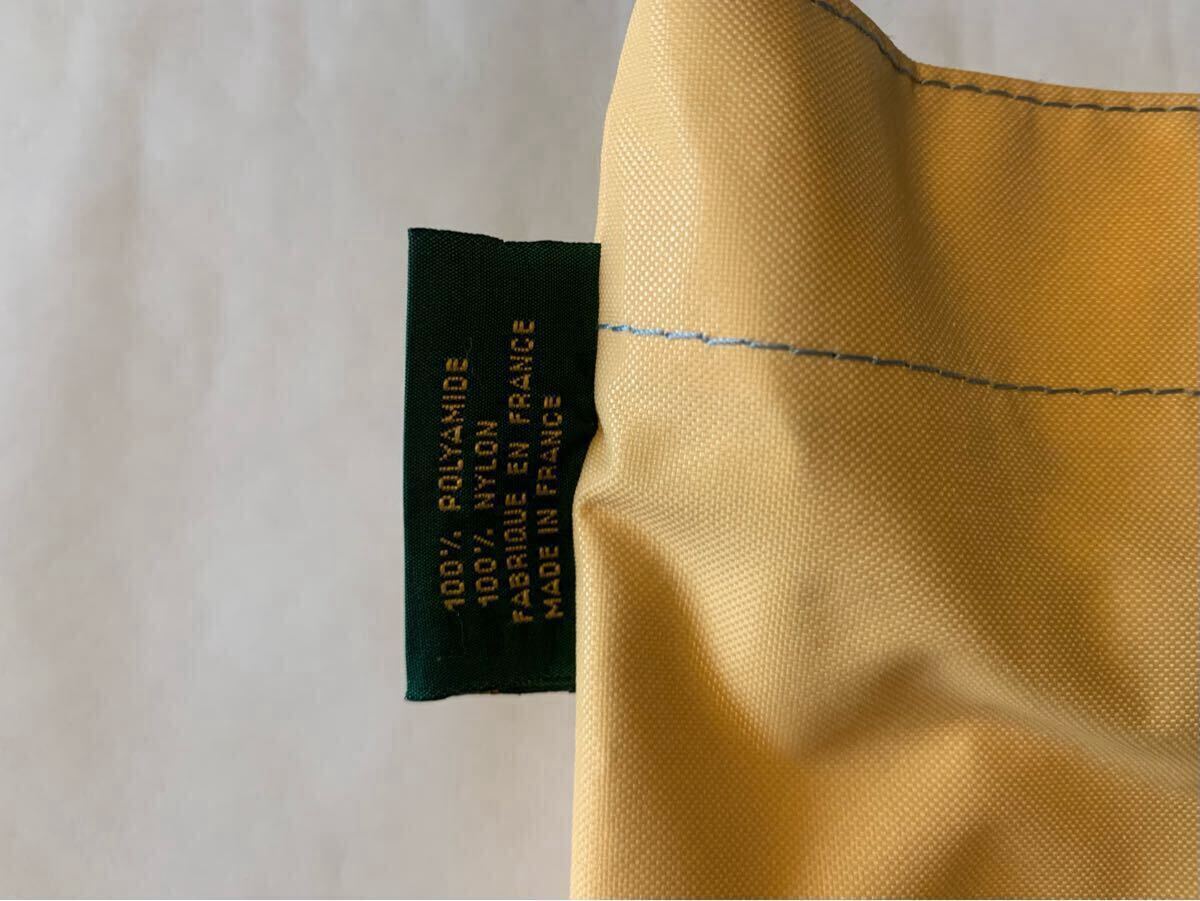 100% POLYAMIDE
100% NYLON
FABRIQUE EN FRANCE
MADE IN FRANCE